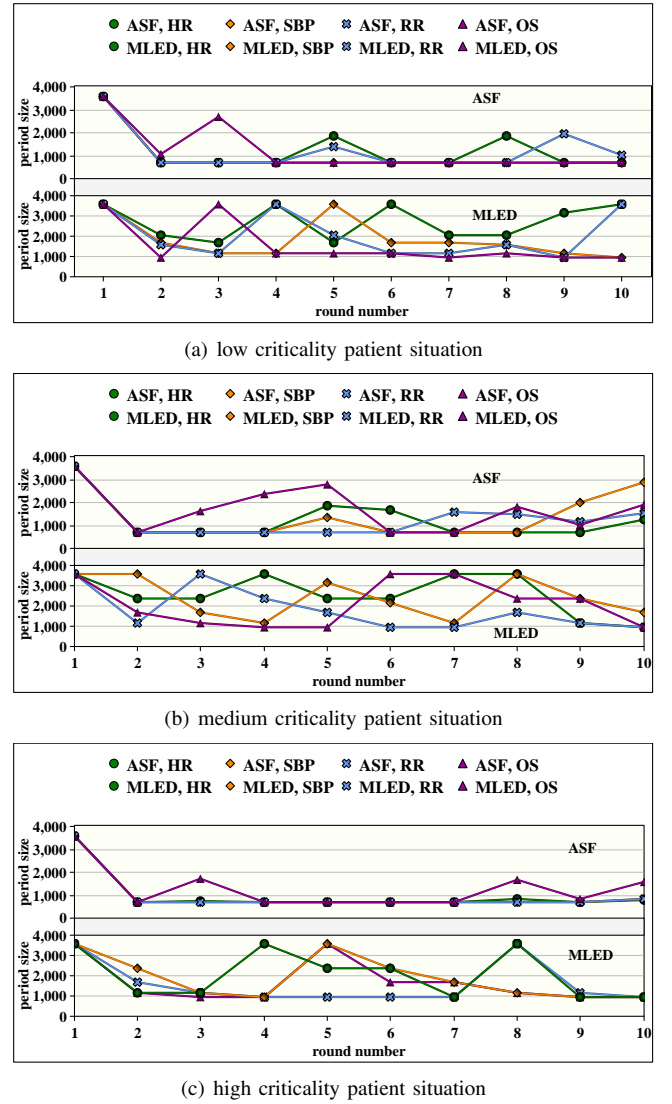 ASF, HR ASF, SBP ASF, RR ASF, OS
MLED, HR MLED, SBP MLED, RR MLED, OS
4,000
3,000
2,000
1,000
0
period size
ASF
4,000
3,000
2,000
1,000
0
period size
MLED
1 2 3 4 5 6 7 8 9 10
round number
(a) low criticality patient situation
ASF, HR ASF, SBP ASF, RR ASF, OS
MLED, HR MLED, SBP MLED, RR MLED, OS
4,000
3,000
2,000
1,000
0
period size
ASF
4,000
3,000
2,000
1,000
0
period size
MLED
1 2 3 4 5 6 7 8 9 10
round number
(b) medium criticality patient situation
ASF, HR ASF, SBP ASF, RR ASF, OS
MLED, HR MLED, SBP MLED, RR MLED, OS
4,000
3,000
2,000
1,000
0
period size
ASF
4,000
3,000
2,000
1,000
0
period size
MLED
1 2 3 4 5 6 7 8 9 10
round number
(c) high criticality patient situation